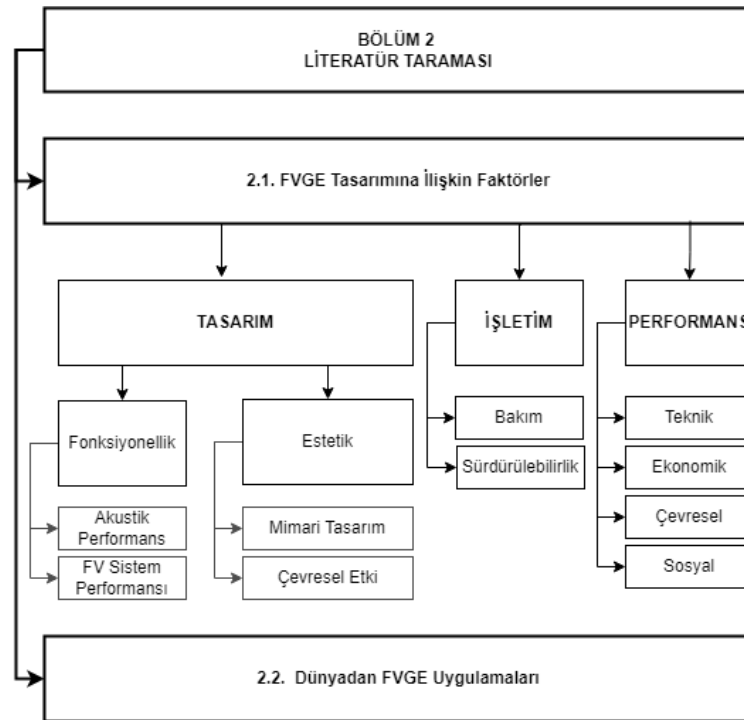 BÖLÜM 2
LİTERATÜR TARAMASI
2.1. FVGE Tasarımına İlişkin Faktörler
TASARIM
İŞLETİM
PERFORMANS
Fonksiyonellik
Estetik
Bakım
Teknik
Sürdürülebilirlik
Ekonomik
Akustik
Performans
Mimari Tasarım
Çevresel
FV Sistem
Performansı
Çevresel Etki
Sosyal
2.2. Dünyadan FVGE Uygulamaları